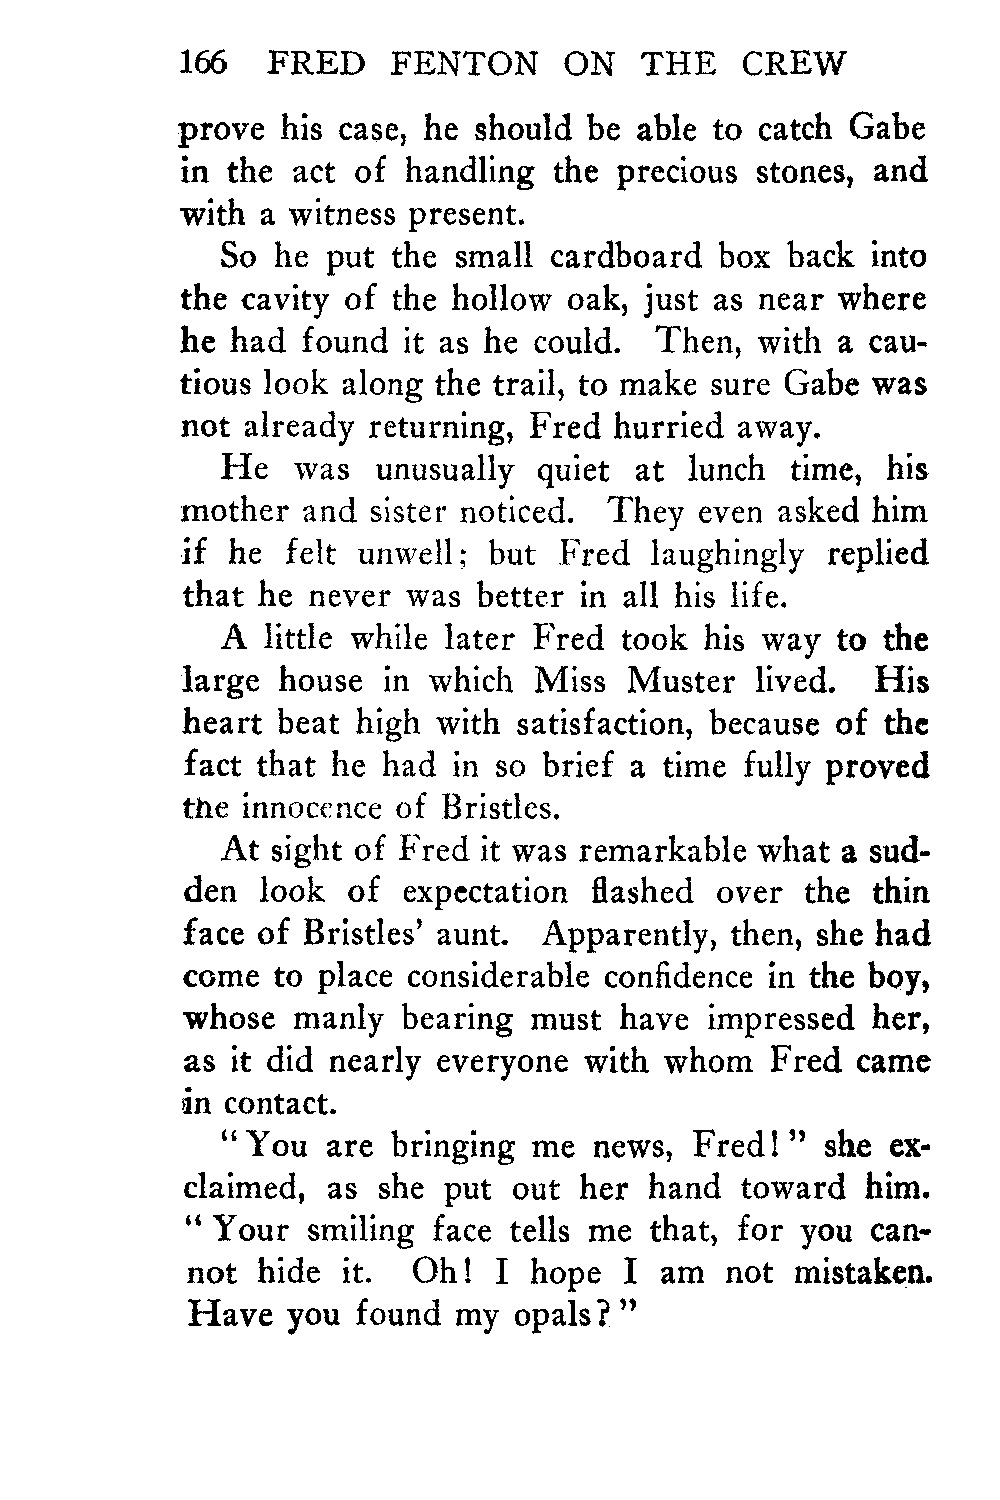 166 FRED FENTON ON THE CREW
prove his case, he should be able to catch Gabe
in the act of handling the precious stones, and
with a witness present.
So he put the small cardboard box back into
the cavity of the hollow oak, just as near where
he had found it as he could. Then, with a cau-
tious look along the trail, to make sure Gabe was
not already returning, Fred hurried away.
He was unusually quiet at lunch time, his
mother and sister noticed. They even asked him
if he felt unwell; but Fred laughingly replied
that he never was better in all his life.
A little while later Fred took his way to the
large house in which Miss Muster lived. His
heart beat high with satisfaction, because of the
fact that he had in so brief a time fully proved
the innocence of Bristles.
At sight of Fred it was remarkable what a sud-
den look of expectation flashed over the thin
face of Bristles' aunt. Apparently, then, she had
come to place considerable confidence in the boy,
whose manly bearing must have impressed her,
as it did nearly everyone with whom Fred came
in contact.
"You are bringing me news, Fred!" she ex-
claimed, as she put out her hand toward him.
"Your smiling face tells me that, for you can-
not hide it. Oh! I hope I am not mistaken.
Have you found my opals?"